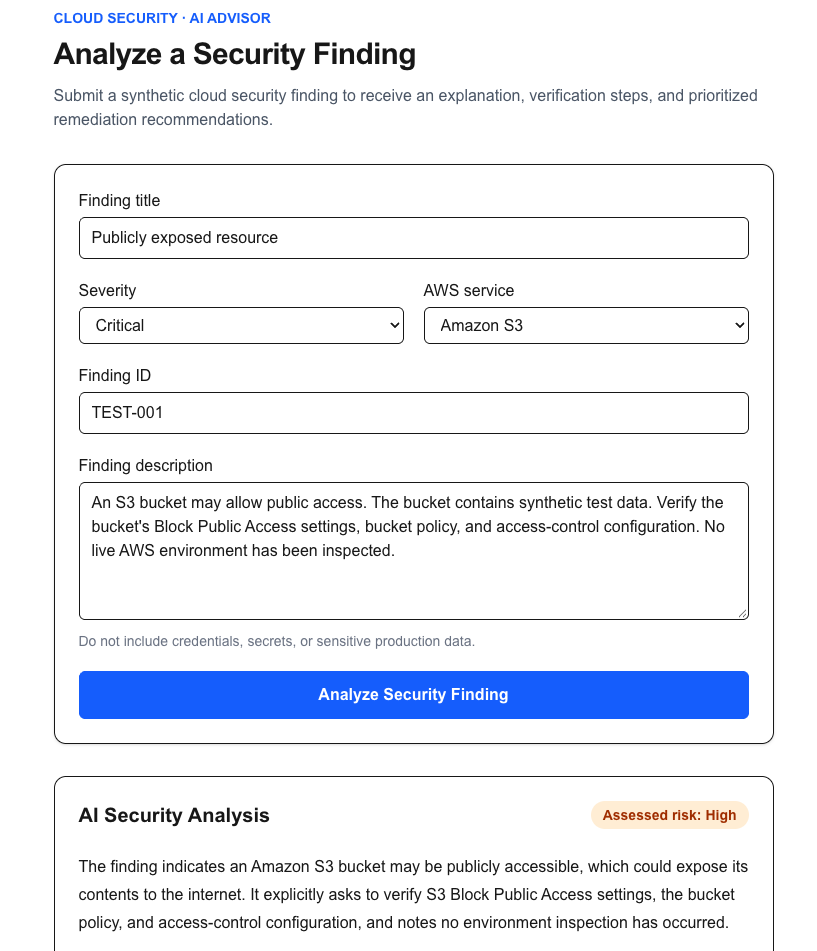 CLOUD SECURITY · AI ADVISOR
Analyze a Security Finding
Submit a synthetic cloud security finding to receive an explanation, verification steps, and prioritized
remediation recommendations.
Finding title
Publicly exposed resource
Severity
AWS service
Critical
Amazon S3
Finding ID
TEST-001
Finding description
An S3 bucket may allow public access. The bucket contains synthetic test data. Verify the
bucket's Block Public Access settings, bucket policy, and access-control configuration. No
live AWS environment has been inspected.
Do not include credentials, secrets, or sensitive production data.
Analyze Security Finding
AI Security Analysis
Assessed risk: High
The finding indicates an Amazon S3 bucket may be publicly accessible, which could expose its
contents to the internet. It explicitly asks to verify S3 Block Public Access settings, the bucket
policy, and access-control configuration, and notes no environment inspection has occurred.